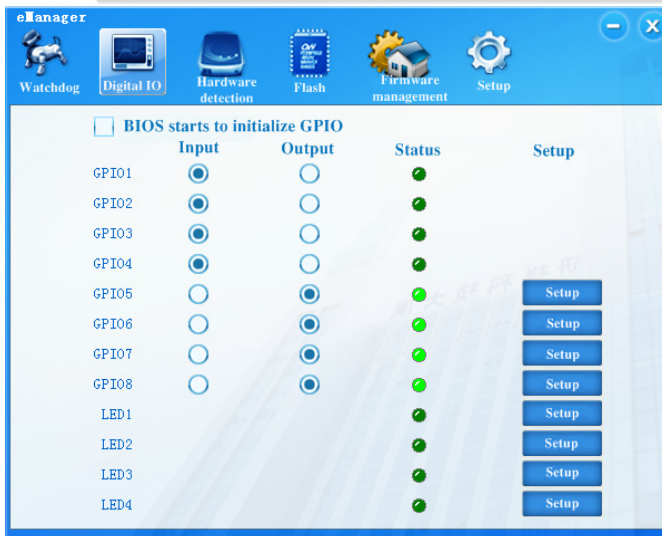 eManager
Watchdog
Digital IO
Hardware
detection
Flash
Firmware
management
Setup
BIOS starts to initialize GPIO
Input Output Status Setup
GPIO1
GPIO2
GPIO3
GPIO4
GPIO5 Setup
GPIO6 Setup
GPIO7 Setup
GPIO8 Setup
LED1 Setup
LED2 Setup
LED3 Setup
LED4 Setup